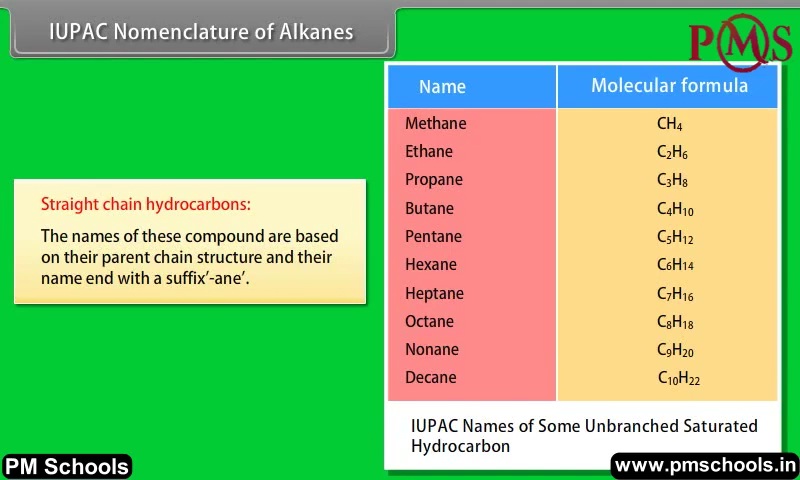 IUPAC Nomenclature of Alkanes
PMS
Straight chain hydrocarbons:
The names of these compound are based
on their parent chain structure and their
name end with a suffix’-ane’.
Name Molecular formula
Methane CH₄
Ethane C₂H₆
Propane C₃H₈
Butane C₄H₁₀
Pentane C₅H₁₂
Hexane C₆H₁₄
Heptane C₇H₁₆
Octane C₈H₁₈
Nonane C₉H₂₀
Decane C₁₀H₂₂
IUPAC Names of Some Unbranched Saturated
Hydrocarbon
PM Schools
www.pmschools.in